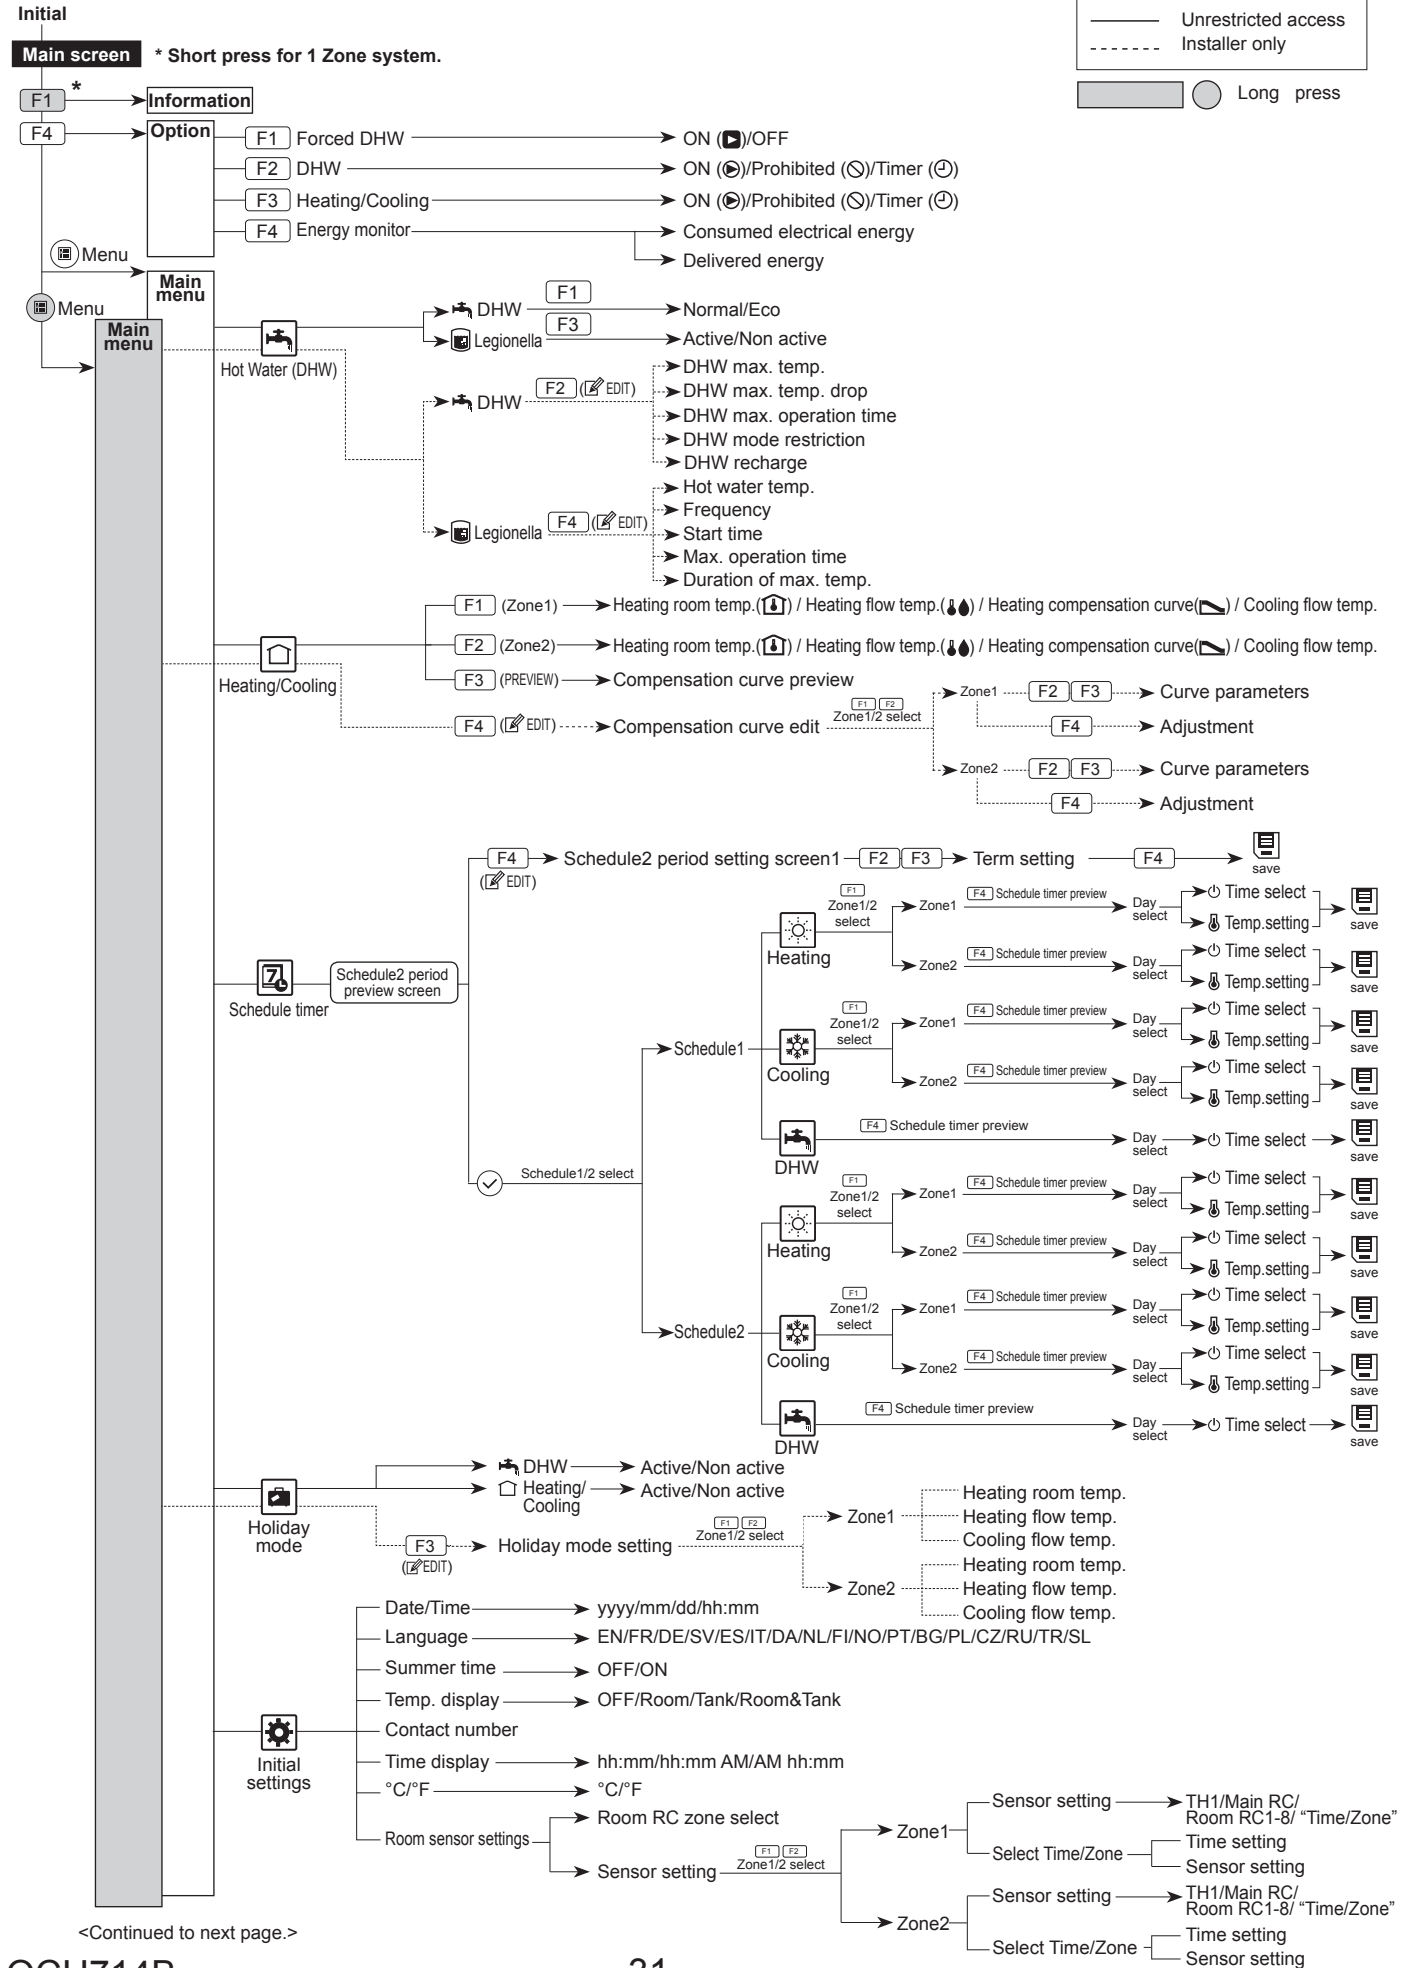 Initial
Unrestricted access
Installer only
Long press
Main screen * Short press for 1 Zone system.
F1 * Information
F4 Option F1 Forced DHW ON ( )/OFF
F2 DHW ON ( )/Prohibited ( )/Timer ( )
F3 Heating/Cooling ON ( )/Prohibited ( )/Timer ( )
F4 Energy monitor Consumed electrical energy
Delivered energy
Menu
Main
menu
Menu
Main
menu
Hot Water (DHW)
DHW F1 Normal/Eco
Legionella F3 Active/Non active
DHW F2 ( EDIT)
DHW max. temp.
DHW max. temp. drop
DHW max. operation time
DHW mode restriction
DHW recharge
Legionella F4 ( EDIT)
Hot water temp.
Frequency
Start time
Max. operation time
Duration of max. temp.
Heating/Cooling
F1 (Zone1) Heating room temp.( ) / Heating flow temp.( ) / Heating compensation curve( ) / Cooling flow temp.
F2 (Zone2) Heating room temp.( ) / Heating flow temp.( ) / Heating compensation curve( ) / Cooling flow temp.
F3 (PREVIEW) Compensation curve preview
F4 ( EDIT) Compensation curve edit
F1 F2
Zone1/2 select
Zone1 F2 F3 Curve parameters
F4 Adjustment
Zone2 F2 F3 Curve parameters
F4 Adjustment
7
Schedule timer
Schedule2 period
preview screen
F4
( EDIT)
Schedule2 period setting screen1 F2 F3 Term setting F4 save
Schedule1/2 select
Schedule1
Heating
F1
Zone1/2
select
Zone1 F4 Schedule timer preview Day
select
Time select
Temp.setting
save
Zone2 F4 Schedule timer preview Day
select
Time select
Temp.setting
save
Cooling
F1
Zone1/2
select
Zone1 F4 Schedule timer preview Day
select
Time select
Temp.setting
save
Zone2 F4 Schedule timer preview Day
select
Time select
Temp.setting
save
DHW
F4 Schedule timer preview
Day
select
Time select
save
Schedule2
Heating
F1
Zone1/2
select
Zone1 F4 Schedule timer preview Day
select
Time select
Temp.setting
save
Zone2 F4 Schedule timer preview Day
select
Time select
Temp.setting
save
Cooling
F1
Zone1/2
select
Zone1 F4 Schedule timer preview Day
select
Time select
Temp.setting
save
Zone2 F4 Schedule timer preview Day
select
Time select
Temp.setting
save
DHW
F4 Schedule timer preview
Day
select
Time select
save
Holiday
mode
DHW Active/Non active
Heating/
Cooling
Active/Non active
F3
( EDIT)
Holiday mode setting
F1 F2
Zone1/2 select
Zone1
Heating room temp.
Heating flow temp.
Cooling flow temp.
Zone2
Heating room temp.
Heating flow temp.
Cooling flow temp.
Initial
settings
Date/Time yyyy/mm/dd/hh:mm
Language EN/FR/DE/SV/ES/IT/DA/NL/FI/NO/PT/BG/PL/CZ/RU/TR/SL
Summer time OFF/ON
Temp. display OFF/Room/Tank/Room&Tank
Contact number
Time display hh:mm/hh:mm AM/AM hh:mm
°C/°F °C/°F
Room sensor settings
Room RC zone select
Sensor setting
F1 F2
Zone1/2 select
Zone1
Sensor setting TH1/Main RC/
Room RC1-8/ “Time/Zone”
Select Time/Zone
Time setting
Sensor setting
Zone2
Sensor setting TH1/Main RC/
Room RC1-8/ “Time/Zone”
Select Time/Zone
Time setting
Sensor setting
<Continued to next page.>